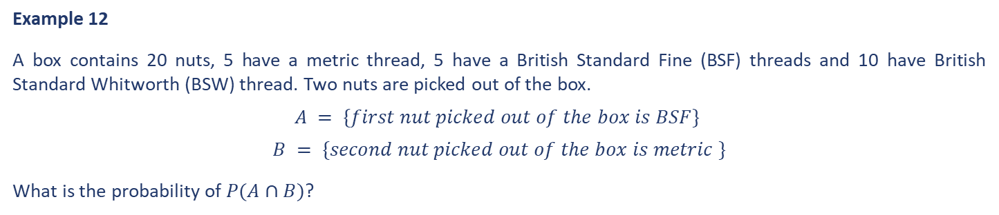 Example 12
A box contains 20 nuts, 5 have a metric thread, 5 have a British Standard Fine (BSF) threads and 10 have British
Standard Whitworth (BSW) thread. Two nuts are picked out of the box.
A = {first nut picked out of the box is BSF}
B = {second nut picked out of the box is metric }
What is the probability of P(A ∩ B)?